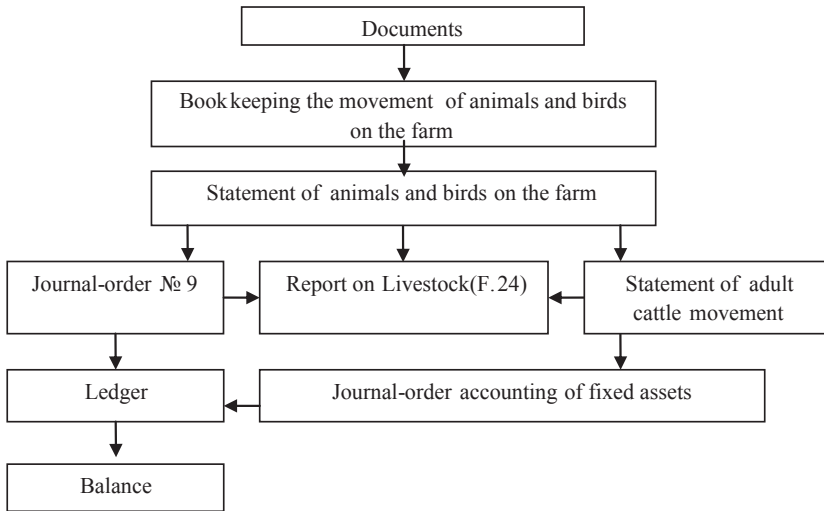 Documents
Bookkeeping the movement of animals and birds
on the farm
Statement of animals and birds on the farm
Journal-order № 9
Report on Livestock(F.24)
Statement of adult
cattle movement
Ledger
Journal-order accounting of fixed assets
Balance